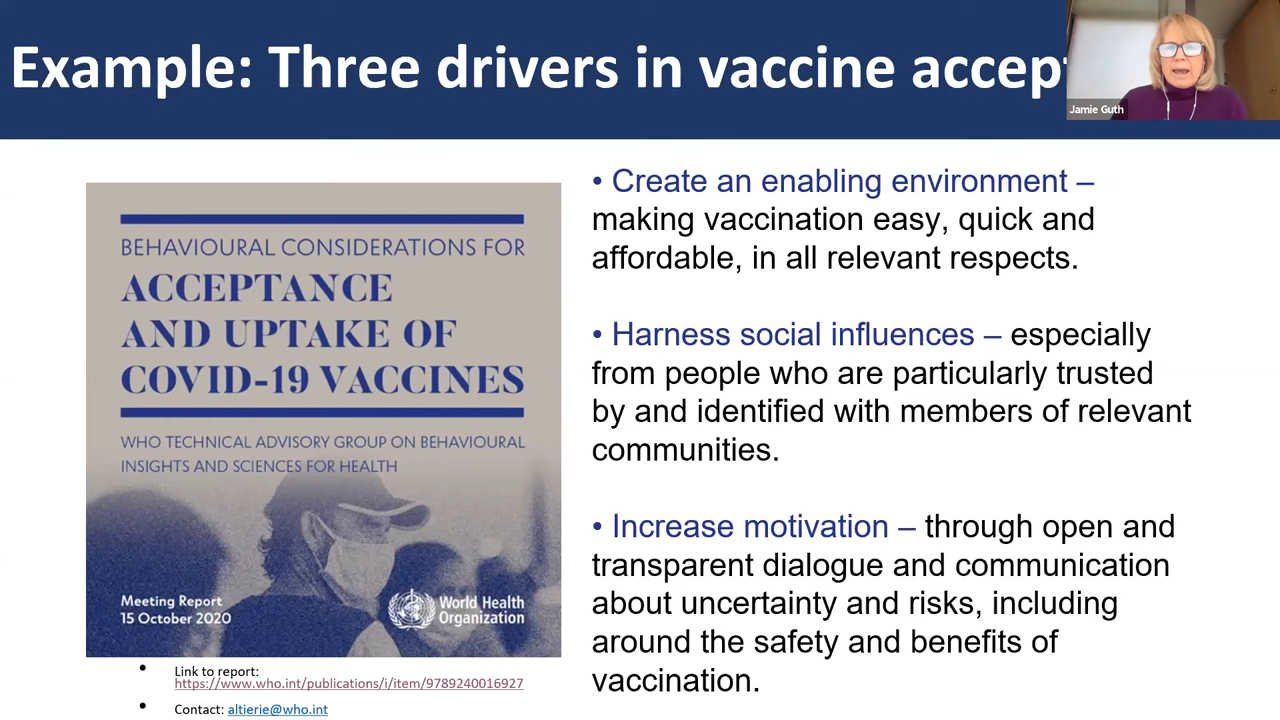 Example: Three drivers in vaccine accept
Jamie Guth
BEHAVIOURAL CONSIDERATIONS FOR
ACCEPTANCE
AND UPTAKE OF
COVID-19 VACCINES
WHO TECHNICAL ADVISORY GROUP ON BEHAVIOURAL
INSIGHTS AND SCIENCES FOR HEALTH
Meeting Report
15 October 2020
World Health
Organization
• Link to report:
https://www.who.int/publications/i/item/9789240016927
• Contact: altierie@who.int
• Create an enabling environment –
making vaccination easy, quick and
affordable, in all relevant respects.
• Harness social influences – especially
from people who are particularly trusted
by and identified with members of relevant
communities.
• Increase motivation – through open and
transparent dialogue and communication
about uncertainty and risks, including
around the safety and benefits of
vaccination.